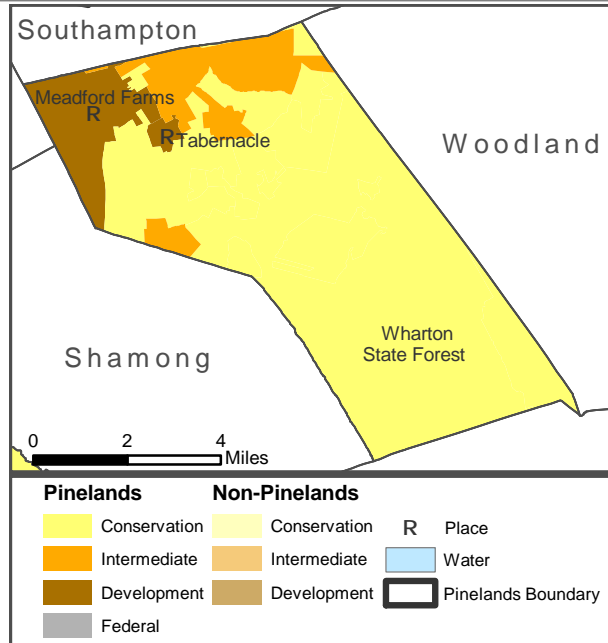 Southampton
Meadford Farms
R
R Tabernacle
Woodland
Wharton
State Forest
Shamong
0 2 4
Miles
Pinelands Non-Pinelands
Conservation Conservation R Place
Intermediate Intermediate Water
Development Development Pinelands Boundary
Federal